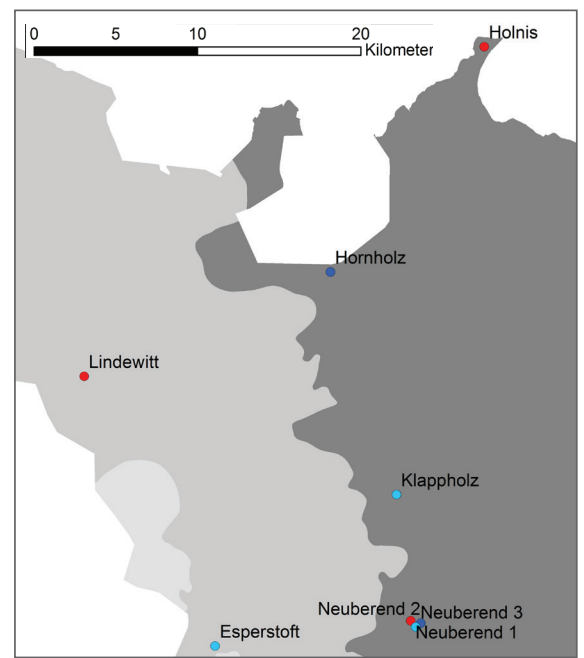 Holnis
0 5 10 20
Kilometer
Hornholz
Lindewitt
Klappholz
Neuberend 2
Neuberend 3
Esperstoft
Neuberend 1